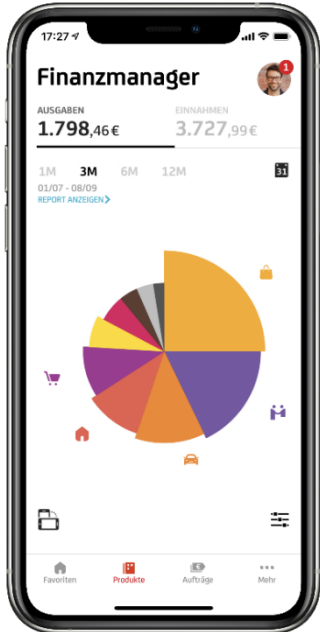 17:27
Finanzmanager
1
AUSGABEN
1.798,46 €
EINNAHMEN
3.727,99 €
1M 3M 6M 12M
31
01/07 - 08/09
REPORT ANZEIGEN
Favoriten Produkte Aufträge Mehr